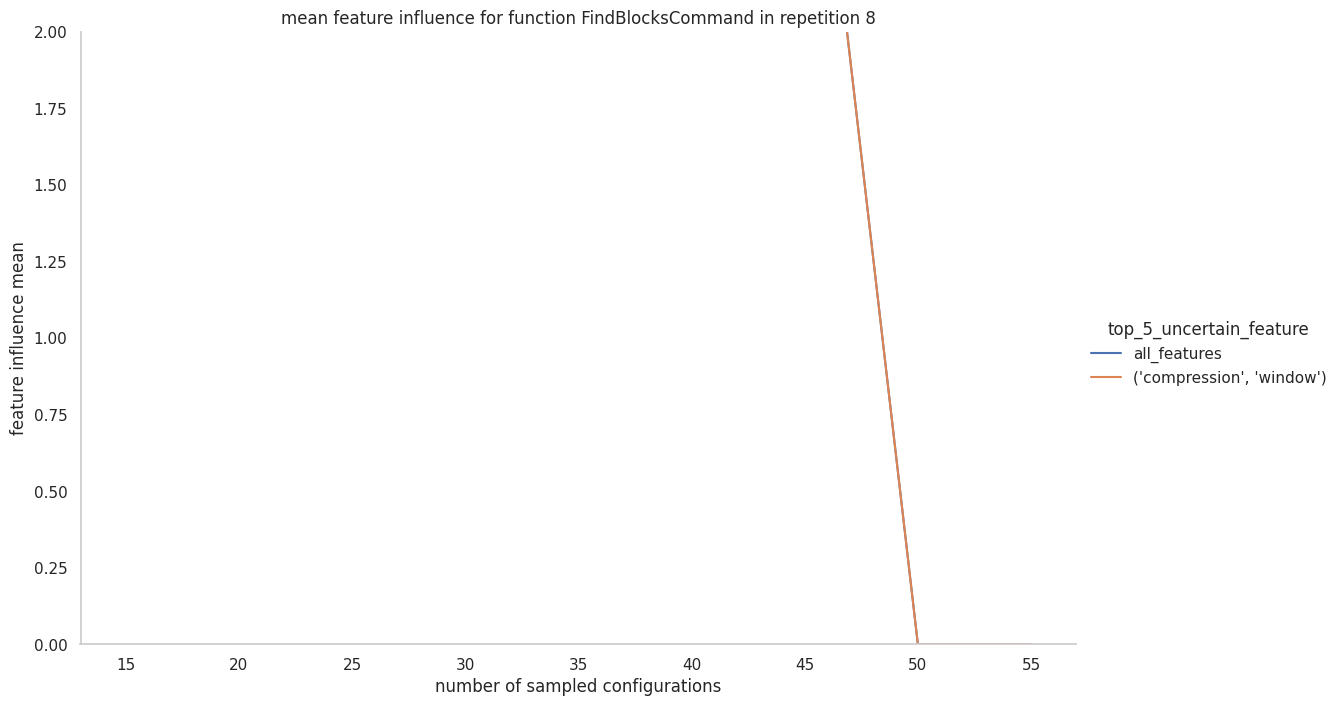 mean feature influence for function FindBlocksCommand in repetition 8
2.00
1.75
1.50
1.25
1.00
0.75
0.50
0.25
0.00
feature influence mean
15 20 25 30 35 40 45 50 55
number of sampled configurations
top_5_uncertain_feature
all_features
('compression', 'window')